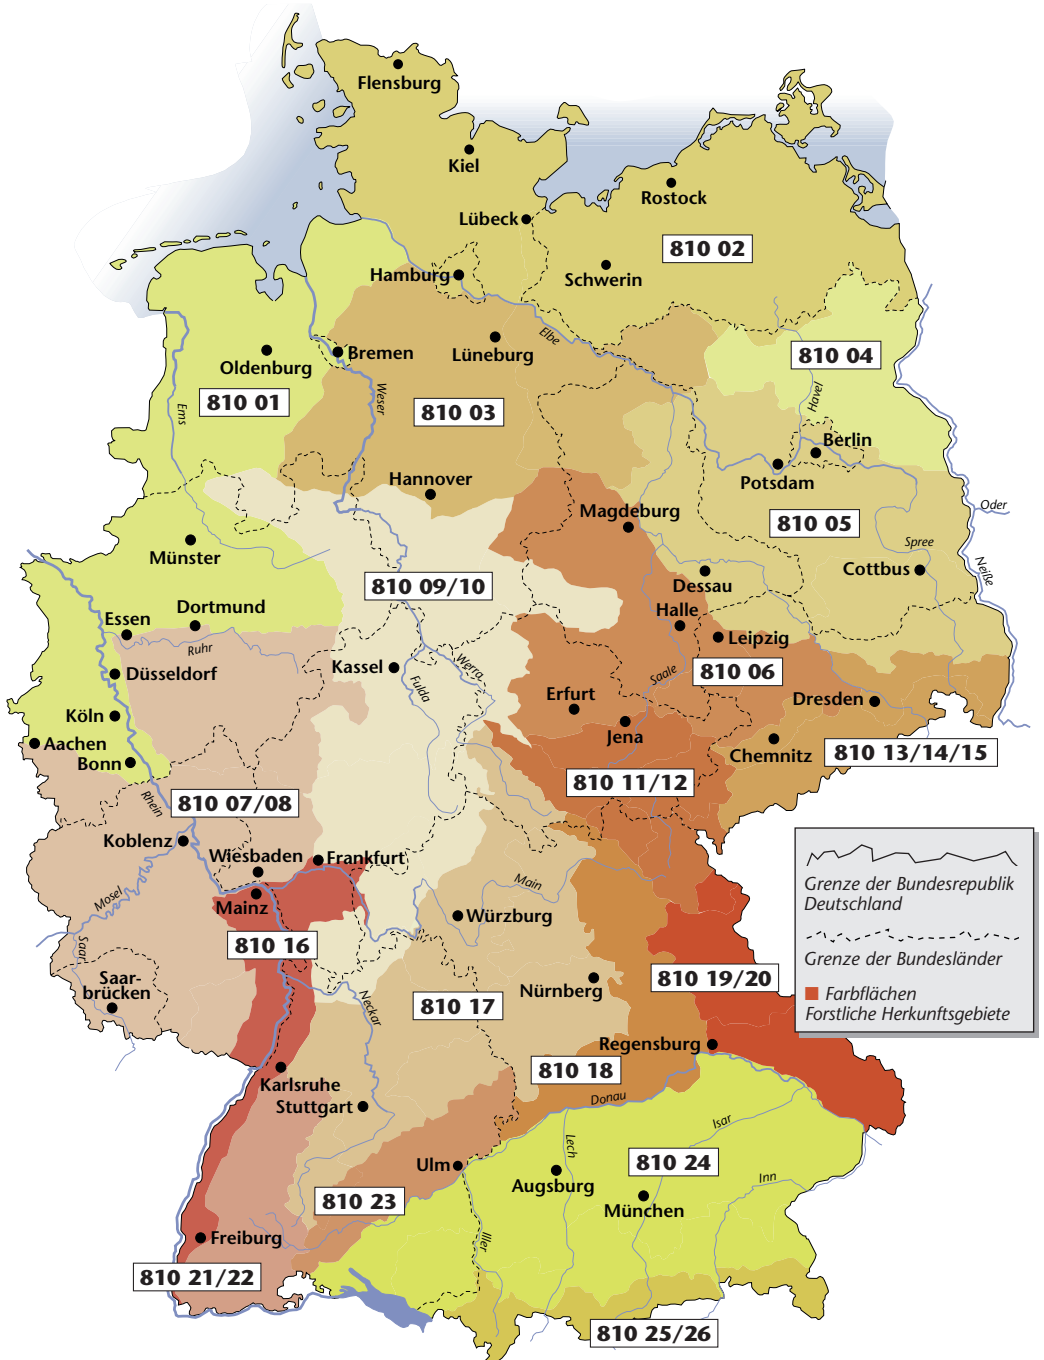 Flensburg
Kiel
Rostock
Lübeck
810 02
Hamburg
Schwerin
Elbe
Bremen
Lüneburg
810 04
Oldenburg
810 01
Ems
Weser
810 03
Havel
Berlin
Hannover
Potsdam
Magdeburg
Oder
810 05
Münster
Spree
Neiße
Cottbus
810 09/10
Dessau
Halle
Dortmund
Essen
Ruhr
Leipzig
Kassel
Werra
Fulda
Saale
810 06
Düsseldorf
Erfurt
Dresden
Köln
Jena
Aachen
Chemnitz
810 13/14/15
Bonn
810 11/12
Rhein
810 07/08
Koblenz
Wiesbaden
Frankfurt
Mosel
Main
Mainz
Würzburg
Grenze der Bundesrepublik
Deutschland
Saar
810 16
Grenze der Bundesländer
Saar-
brücken
Nürnberg
810 19/20
Farbflächen
Forstliche Herkunftsgebiete
Neckar
810 17
Regensburg
810 18
Karlsruhe
Stuttgart
Donau
Isar
Lech
Ulm
810 24
Augsburg
Inn
810 23
München
Freiburg
Iller
810 21/22
810 25/26